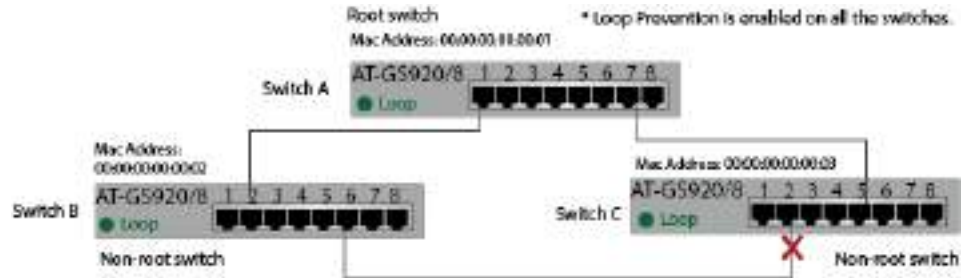 Root switch
* Loop Prevention is enabled on all the switches.
Mac Address: 00:00:00:00:00:01
Switch A
AT-GS920/8 1 2 3 4 5 6 7 8
Loop
Mac Address:
00:00:00:00:00:02
Switch B
AT-GS920/8 1 2 3 4 5 6 7 8
Loop
Non-root switch
Mac Address: 00:00:00:00:00:03
Switch C
AT-GS920/8 1 2 3 4 5 6 7 8
Loop
Non-root switch